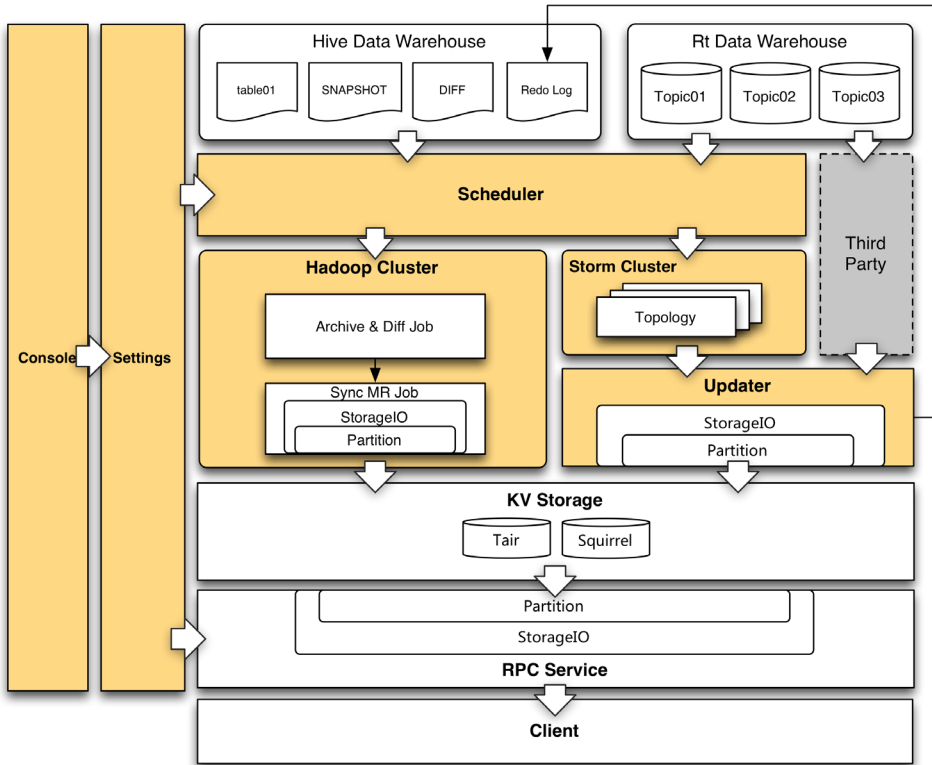 Hive Data Warehouse
Rt Data Warehouse
table01
SNAPSHOT
DIFF
Redo Log
Topic01
Topic02
Topic03
Scheduler
Third
Party
Hadoop Cluster
Storm Cluster
Archive & Diff Job
Topology
Console
Settings
Sync MR Job
StorageIO
Partition
Updater
StorageIO
Partition
KV Storage
Tair
Squirrel
Partition
StorageIO
RPC Service
Client